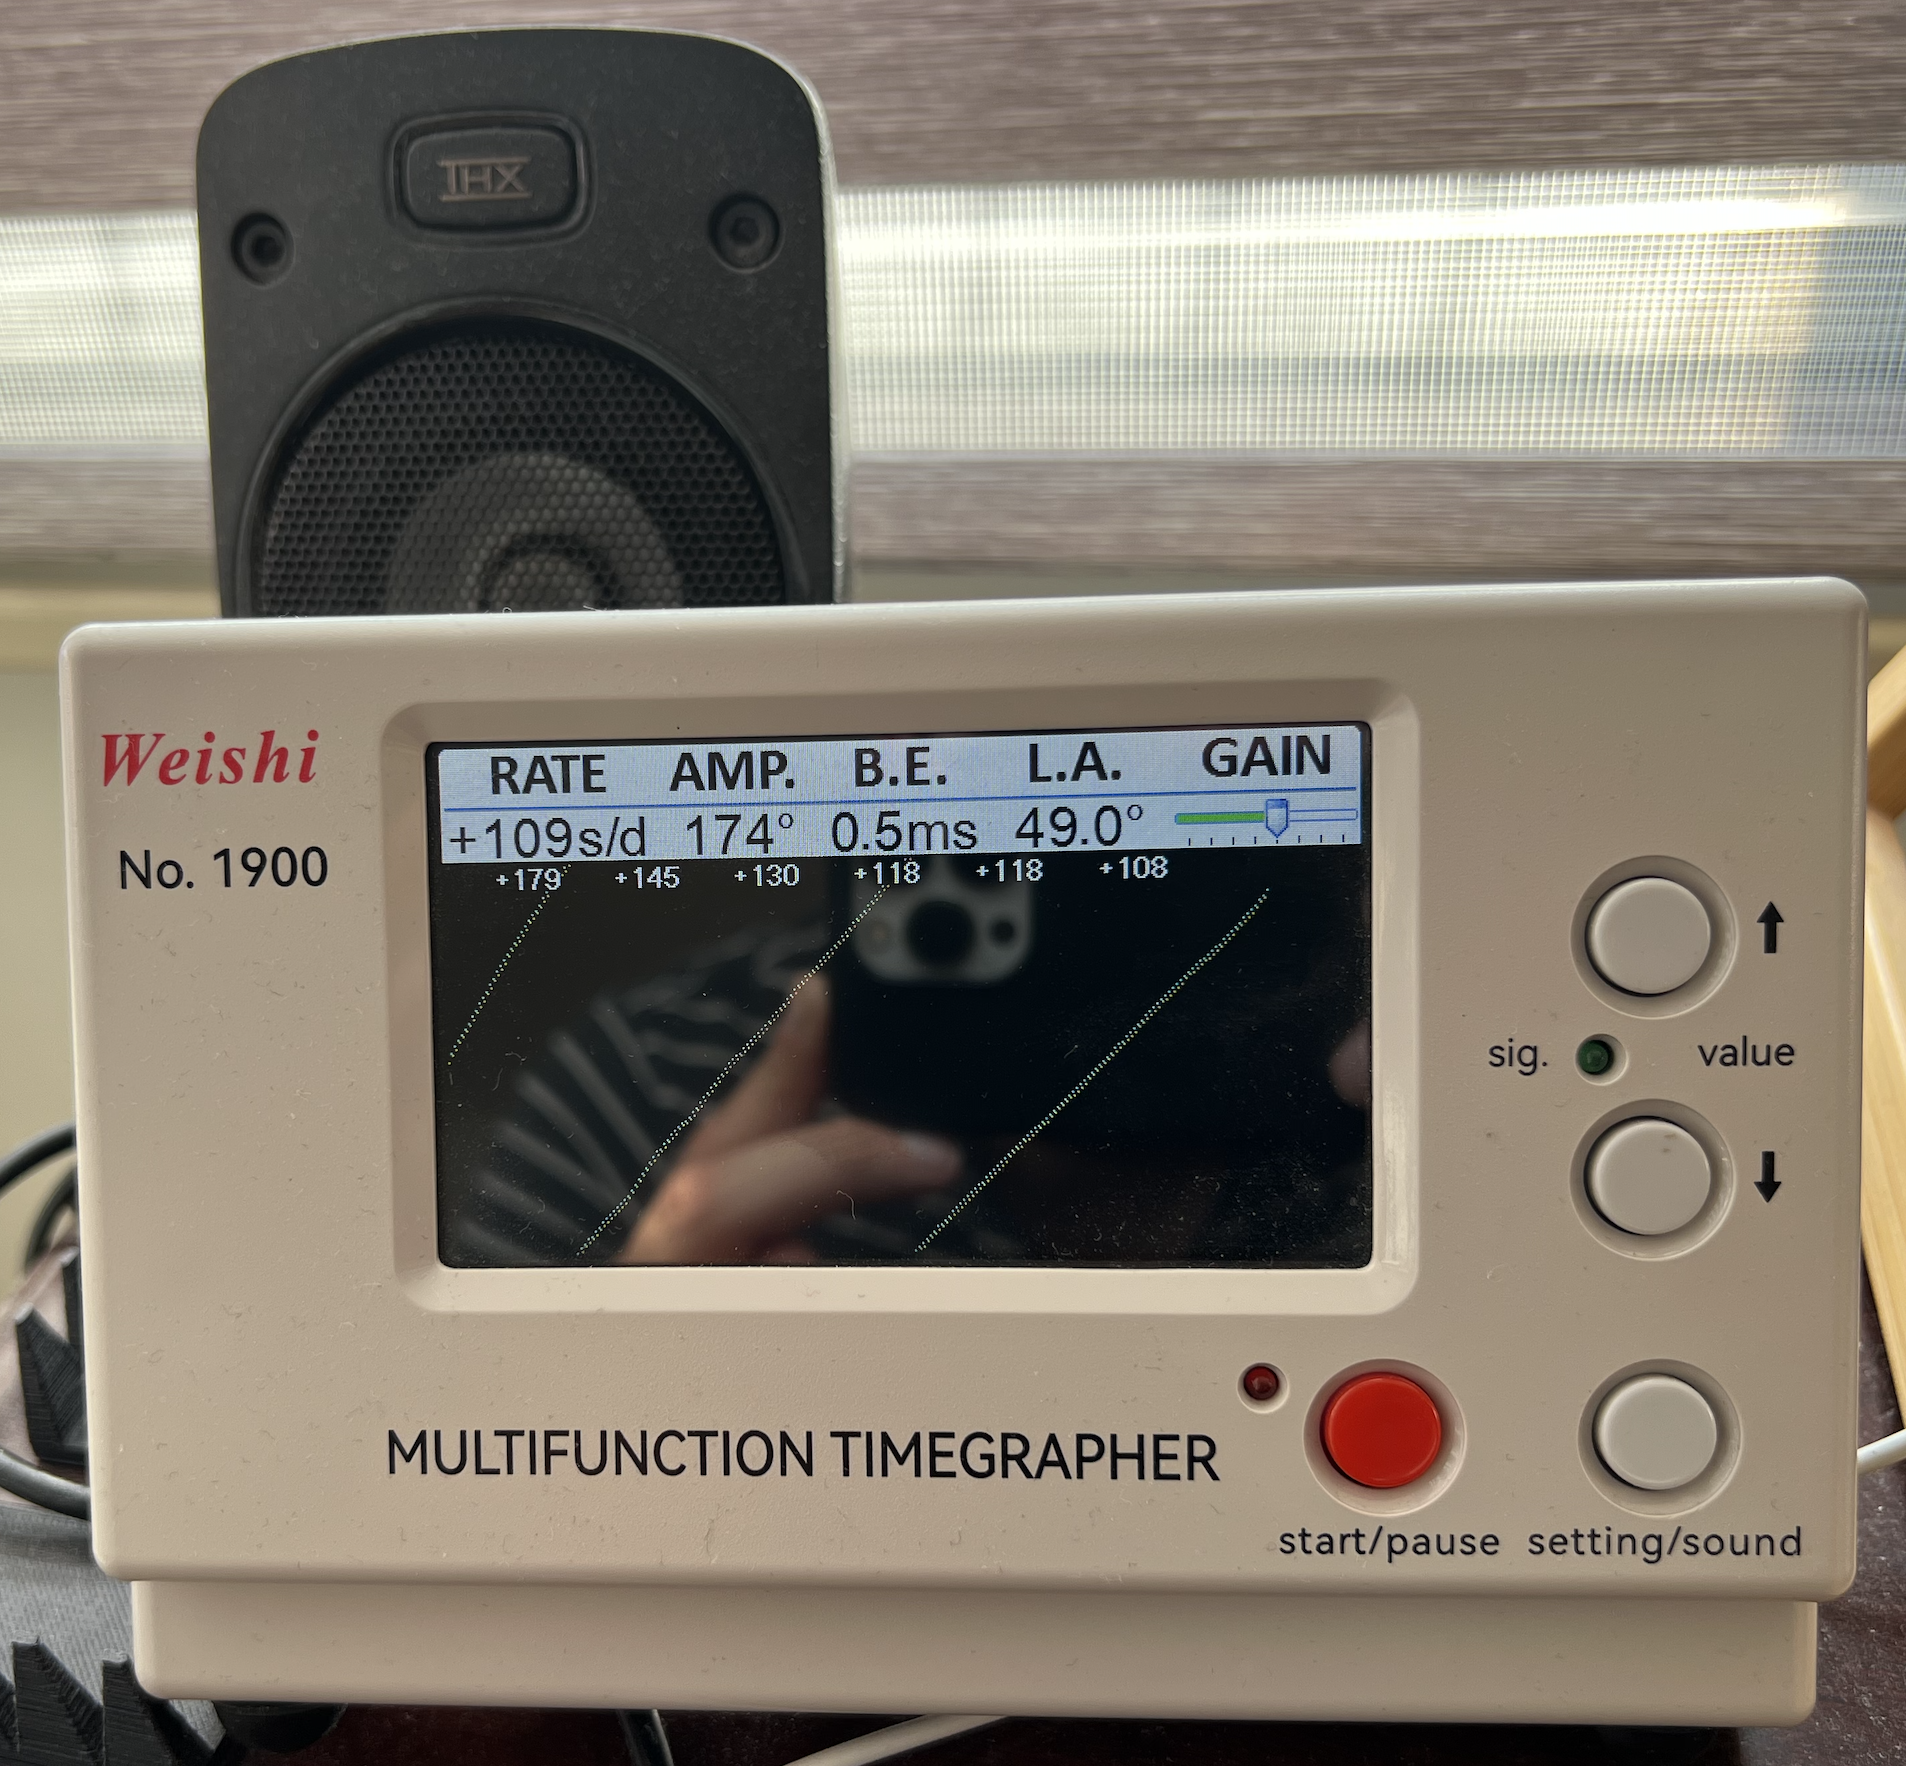 THX
Weishi
No. 1900
RATE AMP. B.E. L.A. GAIN
+109s/d 174° 0.5ms 49.0°
+179 +145 +130 +118 +118 +108
sig. value
MULTIFUNCTION TIMEGRAPHER
start/pause setting/sound